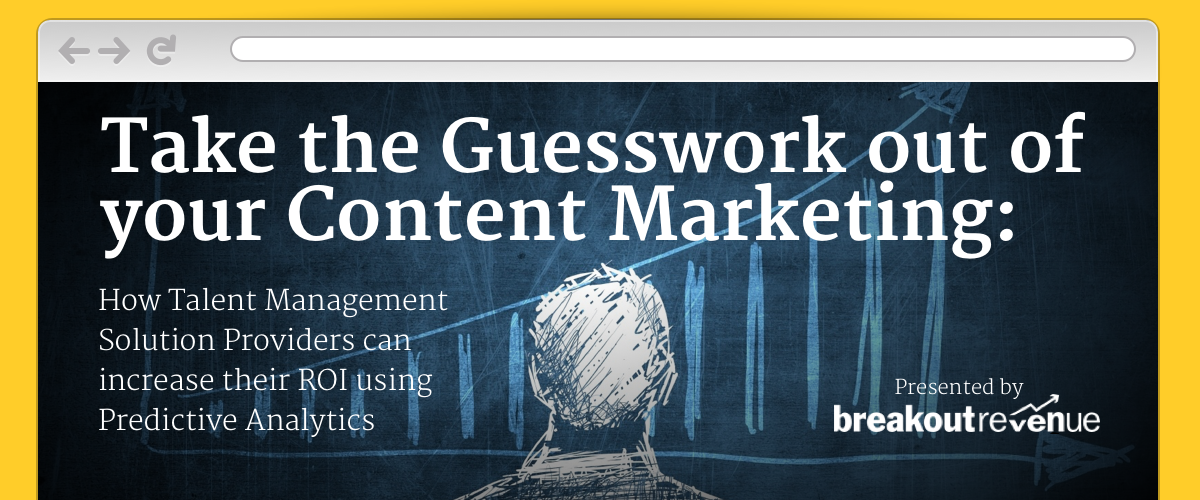 Take the Guesswork out of
your Content Marketing:
How Talent Management
Solution Providers can
increase their ROI using
Predictive Analytics
Presented by
breakoutrevenue